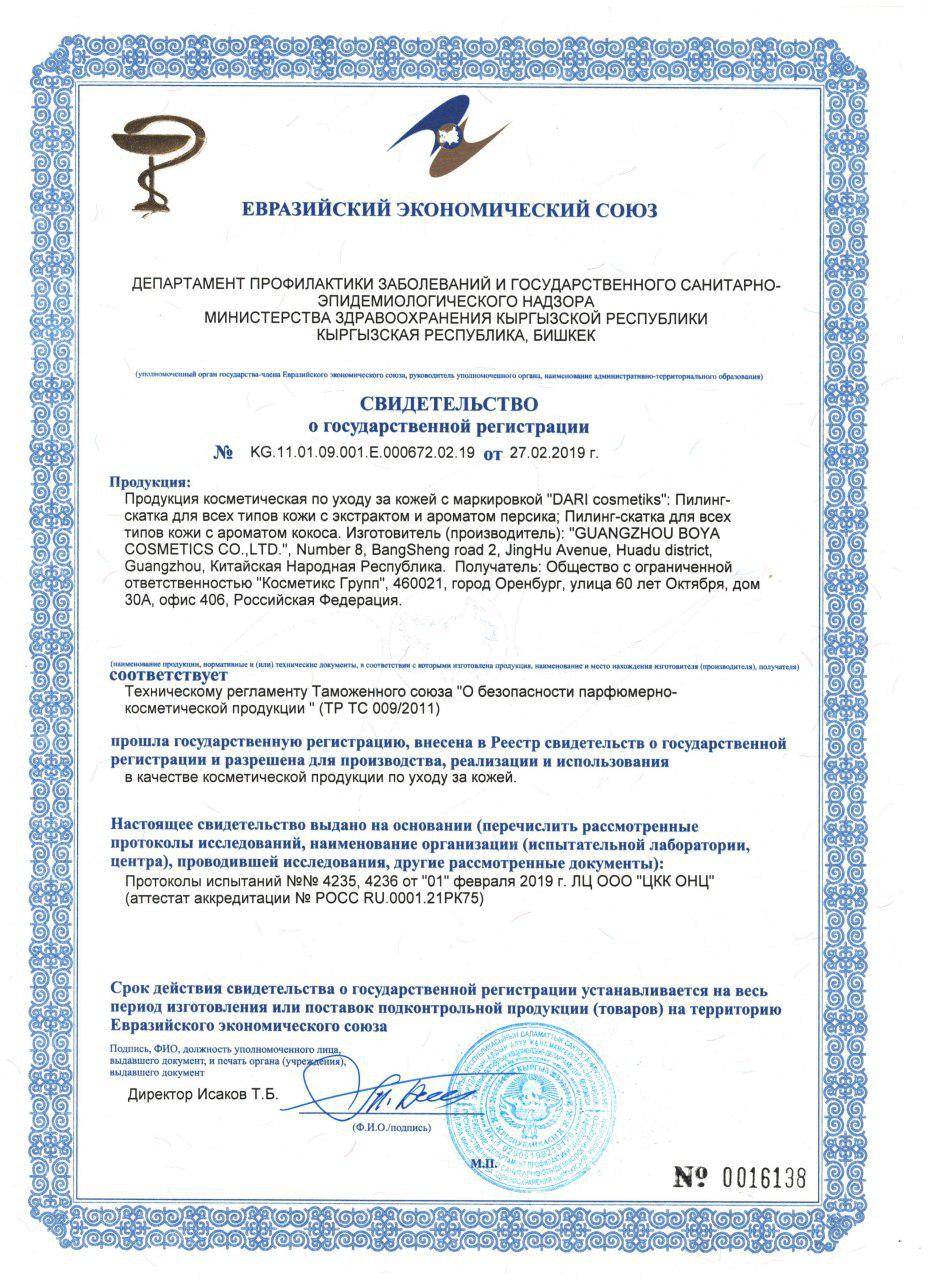 ЕВРАЗИЙСКИЙ ЭКОНОМИЧЕСКИЙ СОЮЗ
ДЕПАРТАМЕНТ ПРОФИЛАКТИКИ ЗАБОЛЕВАНИЙ И ГОСУДАРСТВЕННОГО САНИТАРНО-
ЭПИДЕМИОЛОГИЧЕСКОГО НАДЗОРА
МИНИСТЕРСТВА ЗДРАВООХРАНЕНИЯ КЫРГЫЗСКОЙ РЕСПУБЛИКИ
КЫРГЫЗСКАЯ РЕСПУБЛИКА, БИШКЕК
(уполномоченный орган государства-члена Евразийского экономического союза, руководитель уполномоченного органа, наименование административно-территориального образования)
СВИДЕТЕЛЬСТВО
о государственной регистрации
№ KG.11.01.09.001.E.000672.02.19 от 27.02.2019 г.
Продукция:
Продукция косметическая по уходу за кожей с маркировкой "DARI cosmetiks": Пилинг-
скатка для всех типов кожи с экстрактом и ароматом персика; Пилинг-скатка для всех
типов кожи с ароматом кокоса. Изготовитель (производитель): "GUANGZHOU BOYA
COSMETICS CO.,LTD.", Number 8, BangSheng road 2, JingHu Avenue, Huadu district,
Guangzhou, Китайская Народная Республика. Получатель: Общество с ограниченной
ответственностью "Косметикс Групп", 460021, город Оренбург, улица 60 лет Октября, дом
30А, офис 406, Российская Федерация.
(наименование продукции, нормативные и (или) технические документы, в соответствии с которыми изготовлена продукция, наименование и место нахождения изготовителя (производителя), получателя)
соответствует
Техническому регламенту Таможенного союза "О безопасности парфюмерно-
косметической продукции " (ТР ТС 009/2011)
прошла государственную регистрацию, внесена в Реестр свидетельств о государственной
регистрации и разрешена для производства, реализации и использования
в качестве косметической продукции по уходу за кожей.
Настоящее свидетельство выдано на основании (перечислить рассмотренные
протоколы исследований, наименование организации (испытательной лаборатории,
центра), проводившей исследования, другие рассмотренные документы):
Протоколы испытаний №№ 4235, 4236 от "01" февраля 2019 г. ЛЦ ООО "ЦКК ОНЦ"
(аттестат аккредитации № РОСС RU.0001.21РК75)
Срок действия свидетельства о государственной регистрации устанавливается на весь
период изготовления или поставок подконтрольной продукции (товаров) на территорию
Евразийского экономического союза
Подпись, ФИО, должность уполномоченного лица,
выдавшего документ, и печать органа (учреждения),
выдавшего документ
Директор Исаков Т.Б.
(Ф.И.О./подпись)
М.П.
№ 0016138